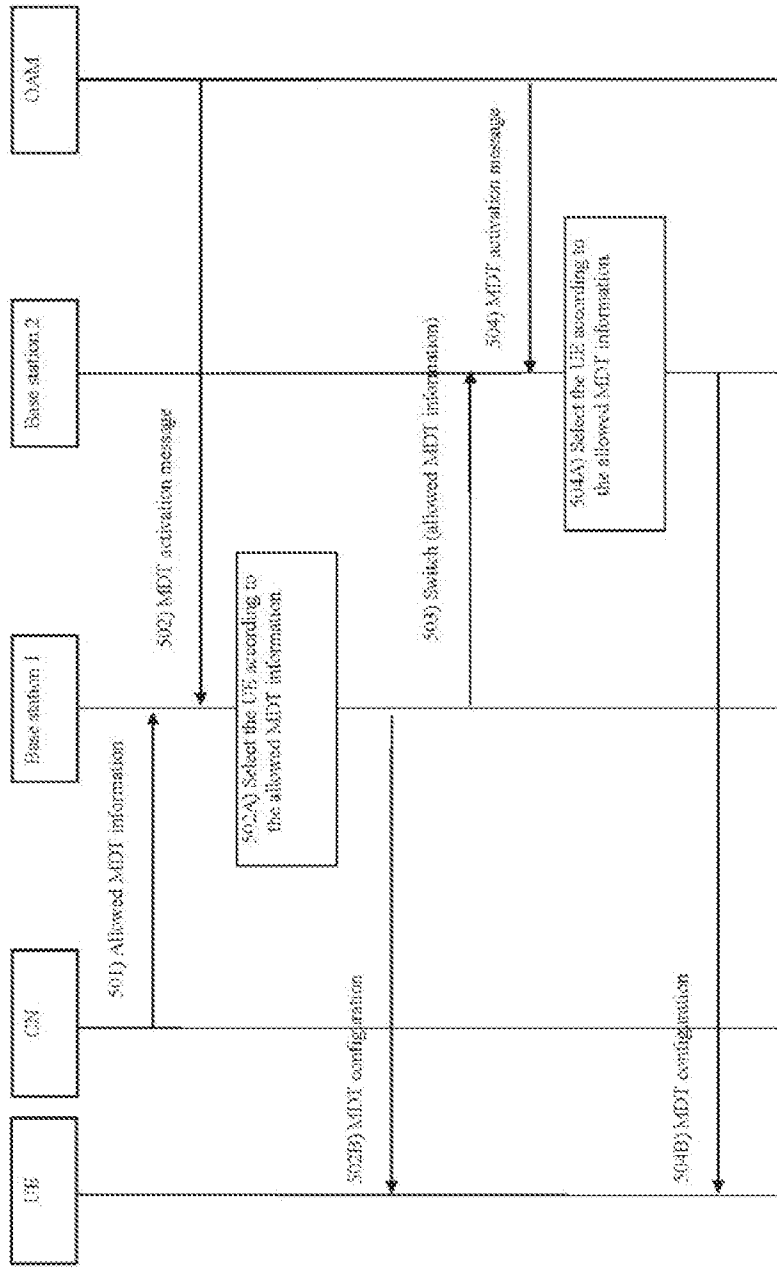 UE
CN
Base station 1
Base station 2
OAM
501) Allowed MDT information
502) MDT activation message
502A) Select the UE according to
the allowed MDT information
502B) MDT configuration
503) Switch (allowed MDT information)
504) MDT activation message
504A) Select the UE according to
the allowed MDT information
504B) MDT configuration